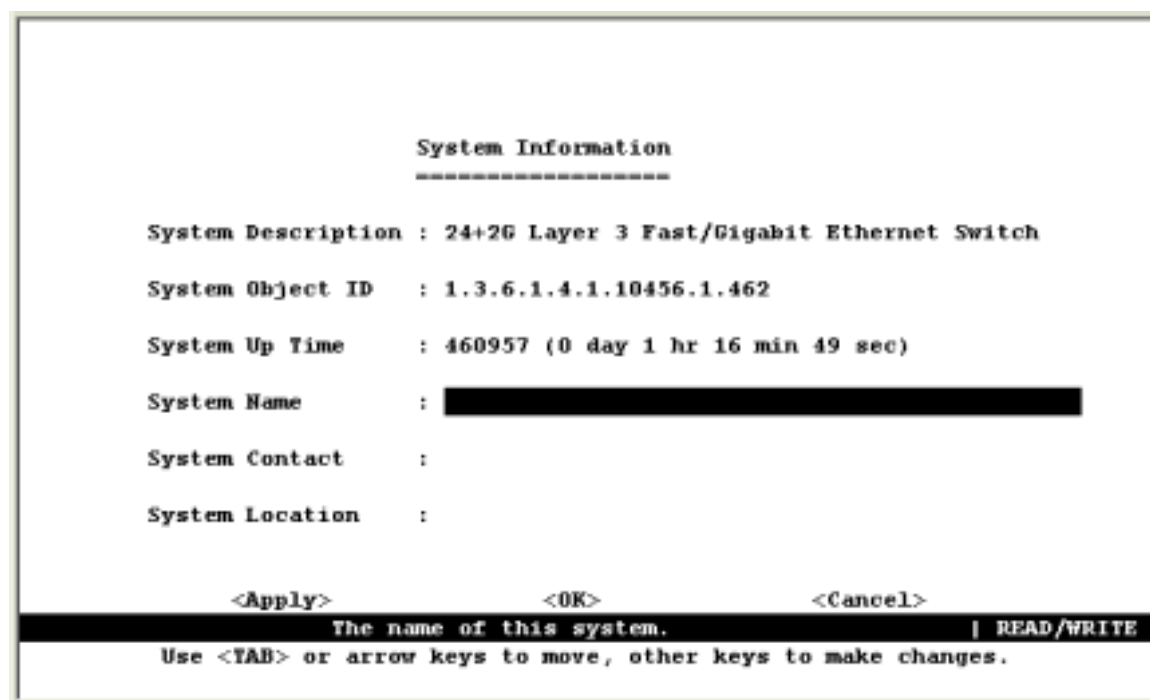 System Information
==================
System Description : 24+2G Layer 3 Fast/Gigabit Ethernet Switch
System Object ID : 1.3.6.1.4.1.10456.1.462
System Up Time : 460957 (0 day 1 hr 16 min 49 sec)
System Name :
System Contact :
System Location :
<Apply> <OK> <Cancel>
The name of this system. | READ/WRITE
Use <TAB> or arrow keys to move, other keys to make changes.